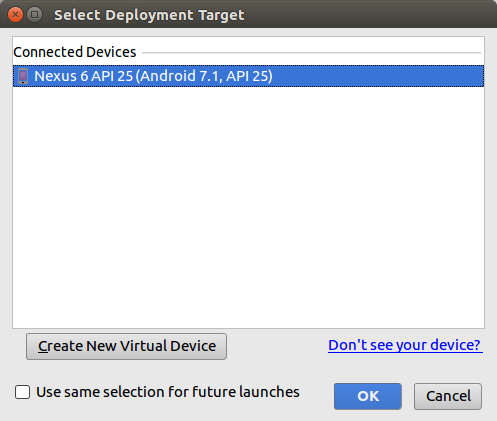 Select Deployment Target
Connected Devices
Nexus 6 API 25 (Android 7.1, API 25)
Create New Virtual Device
Don't see your device?
Use same selection for future launches
OK
Cancel